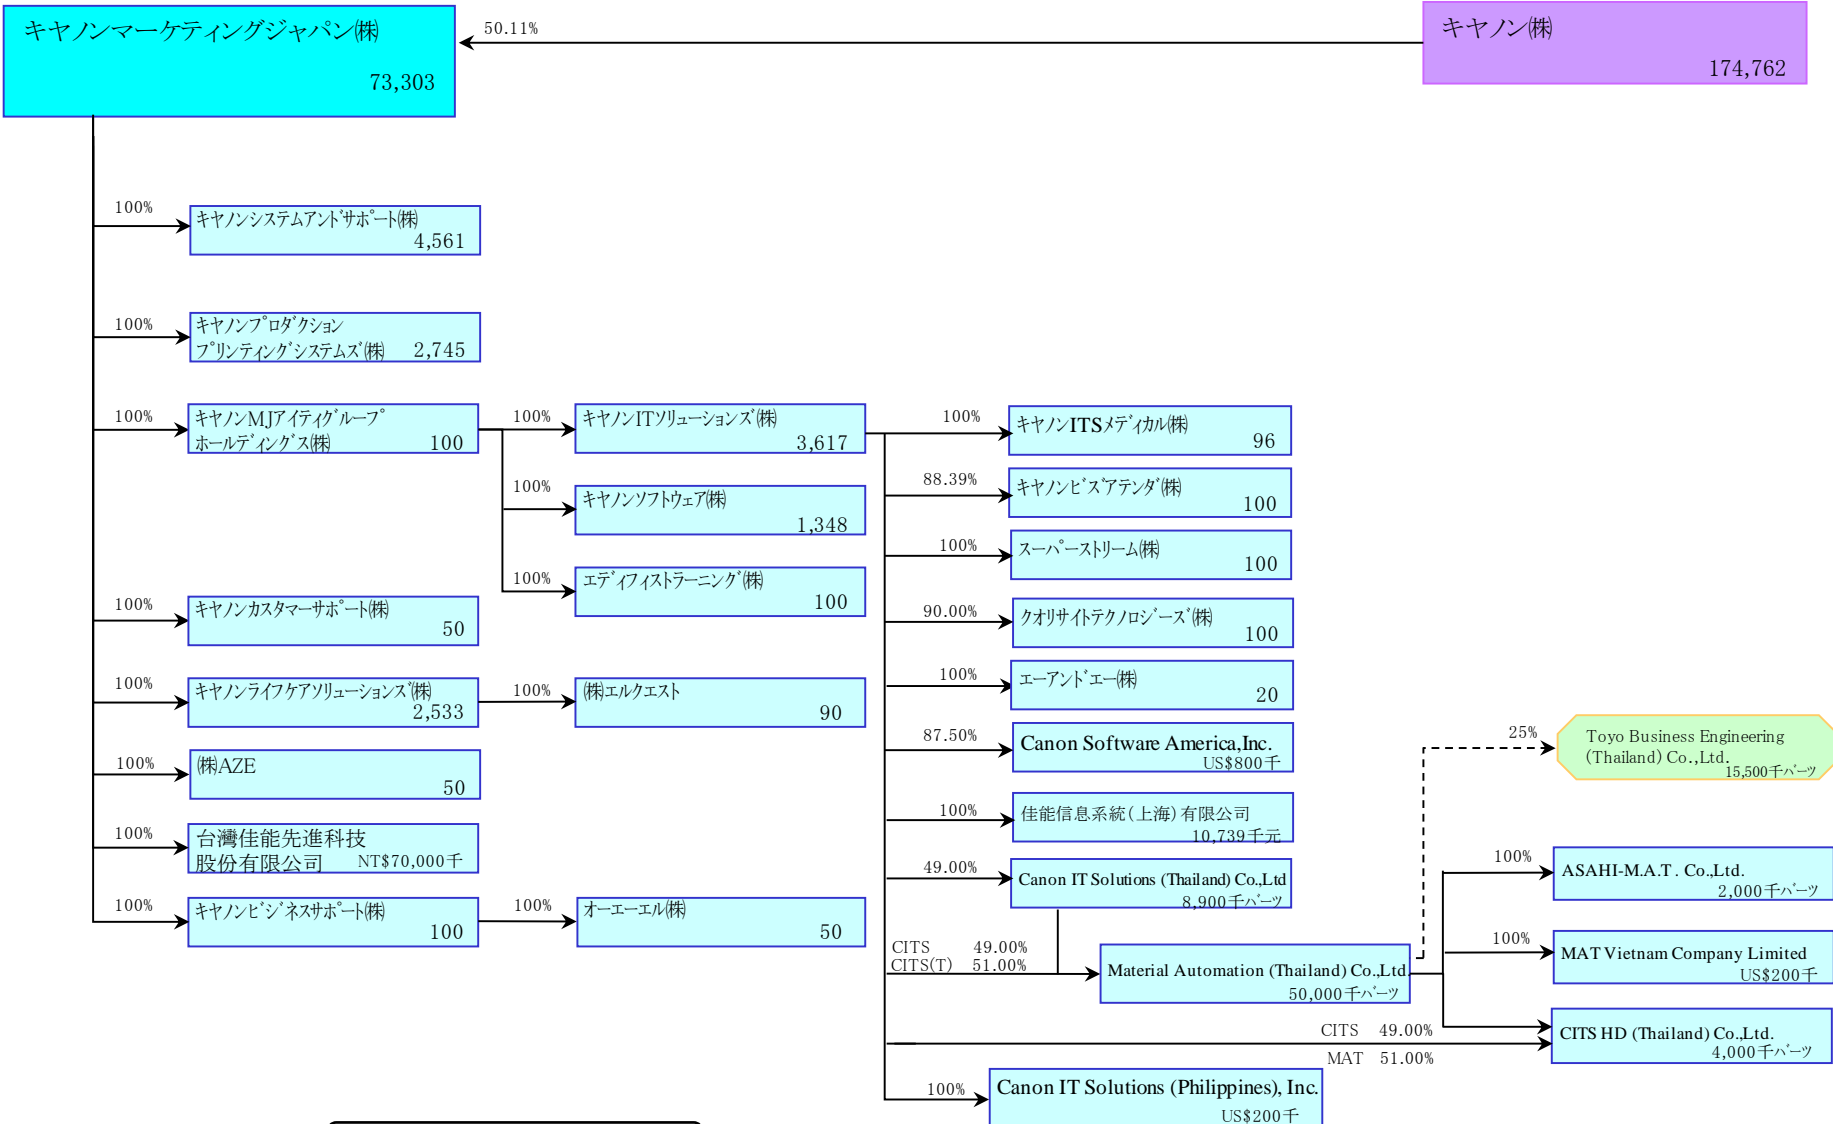 キヤノンマーケティングジャパン㈱
73,303
50.11%
キヤノン㈱
174,762
100%
キヤノンシステムアンドサポート㈱
4,561
100%
キヤノンプロダクション
プリンティングシステムズ㈱ 2,745
100%
キヤノンMJアイティグループ
ホールディングス㈱ 100
100%
キヤノンITソリューションズ㈱
3,617
100%
キヤノンソフトウェア㈱
1,348
100%
エディフィストラーニング㈱
100
100%
キヤノンITSメディカル㈱
96
88.39%
キヤノンビズアテンダ㈱
100
100%
スーパーストリーム㈱
100
90.00%
クオリサイトテクノロジーズ㈱
100
100%
エーアンドエー㈱
20
87.50%
Canon Software America,Inc.
US$800千
100%
佳能信息系統(上海)有限公司
10,739千元
49.00%
Canon IT Solutions (Thailand) Co.,Ltd
8,900千バーツ
CITS 49.00%
CITS(T) 51.00%
Material Automation (Thailand) Co.,Ltd.
50,000千バーツ
25%
Toyo Business Engineering
(Thailand) Co.,Ltd.
15,500千バーツ
100%
ASAHI-M.A.T. Co.,Ltd.
2,000千バーツ
100%
MAT Vietnam Company Limited
US$200千
CITS 49.00%
MAT 51.00%
CITS HD (Thailand) Co.,Ltd.
4,000千バーツ
100%
Canon IT Solutions (Philippines), Inc.
US$200千
100%
キヤノンカスタマーサポート㈱
50
100%
キヤノンライフケアソリューションズ㈱
2,533
100%
㈱エルクエスト
90
100%
㈱AZE
50
100%
台灣佳能先進科技
股份有限公司 NT$70,000千
100%
キヤノンビジネスサポート㈱
100
100%
オーエーエル㈱
50